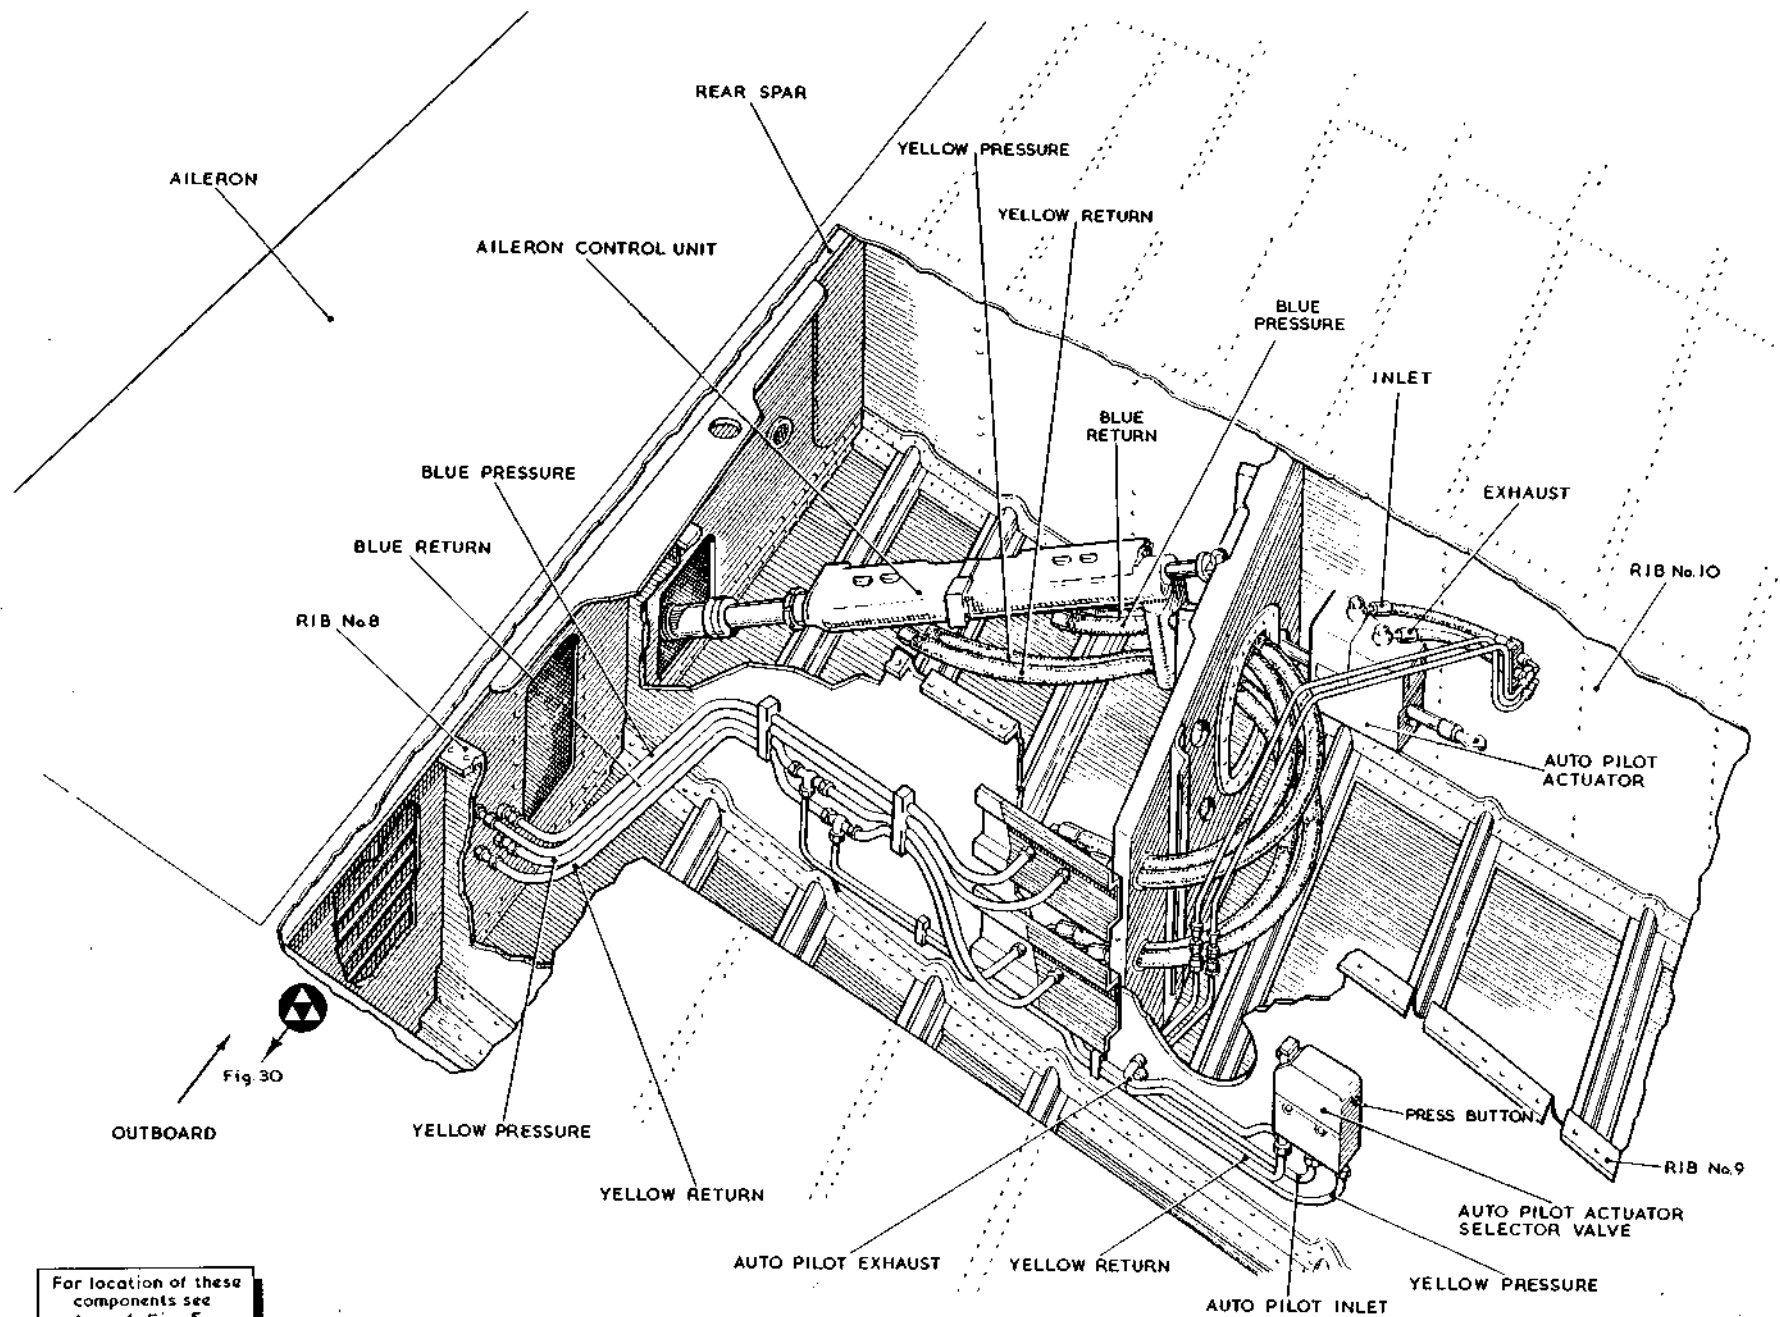 REAR SPAR
YELLOW PRESSURE
AILERON
YELLOW RETURN
AILERON CONTROL UNIT
BLUE
PRESSURE
INLET
BLUE
RETURN
BLUE PRESSURE
EXHAUST
BLUE RETURN
RIB No.10
RIB No.8
AUTO PILOT
ACTUATOR
Fig. 30
OUTBOARD
YELLOW PRESSURE
PRESS BUTTON
RIB No.9
YELLOW RETURN
AUTO PILOT ACTUATOR
SELECTOR VALVE
AUTO PILOT EXHAUST
YELLOW RETURN
YELLOW PRESSURE
AUTO PILOT INLET
For location of these
components see